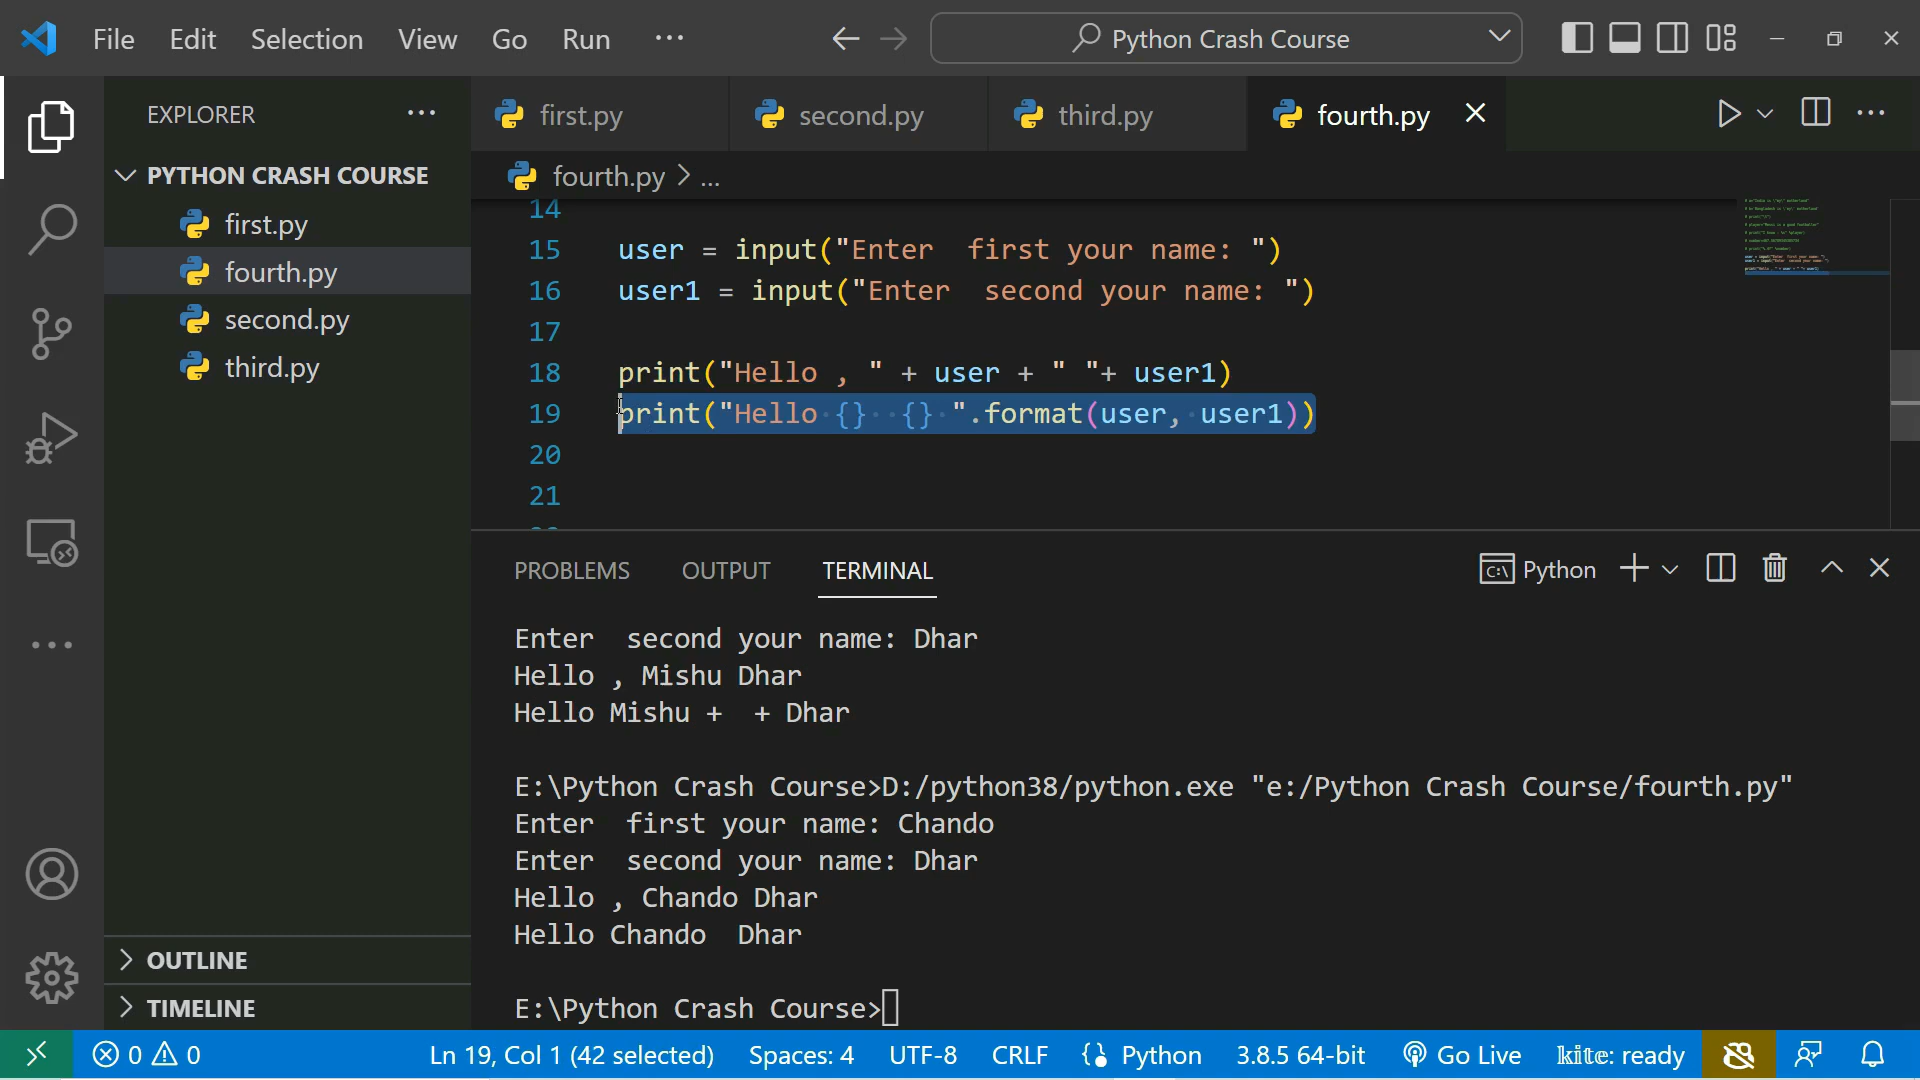 File Edit Selection View Go Run ...
Python Crash Course
EXPLORER
PYTHON CRASH COURSE
first.py
fourth.py
second.py
third.py
OUTLINE
TIMELINE
first.py second.py third.py fourth.py
fourth.py > ...
14
15 user = input("Enter  first your name: ")
16 user1 = input("Enter  second your name: ")
17
18 print("Hello , " + user + " "+ user1)
19 print("Hello {}  {} ".format(user, user1))
20
21
PROBLEMS OUTPUT TERMINAL
Python
Enter  second your name: Dhar
Hello , Mishu Dhar
Hello Mishu +  + Dhar
E:\Python Crash Course>D:/python38/python.exe "e:/Python Crash Course/fourth.py"
Enter  first your name: Chando
Enter  second your name: Dhar
Hello , Chando Dhar
Hello Chando  Dhar
E:\Python Crash Course>
0 0 Ln 19, Col 1 (42 selected) Spaces: 4 UTF-8 CRLF Python 3.8.5 64-bit Go Live kite: ready